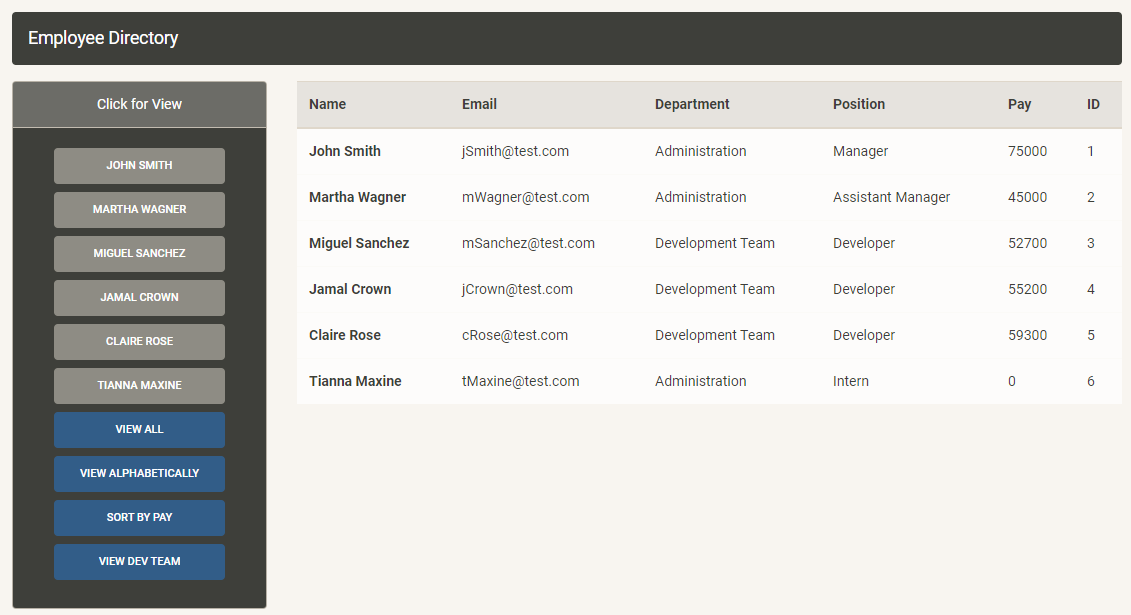 Employee Directory
Click for View
JOHN SMITH
MARTHA WAGNER
MIGUEL SANCHEZ
JAMAL CROWN
CLAIRE ROSE
TIANNA MAXINE
VIEW ALL
VIEW ALPHABETICALLY
SORT BY PAY
VIEW DEV TEAM
Name Email Department Position Pay ID
John Smith jSmith@test.com Administration Manager 75000 1
Martha Wagner mWagner@test.com Administration Assistant Manager 45000 2
Miguel Sanchez mSanchez@test.com Development Team Developer 52700 3
Jamal Crown jCrown@test.com Development Team Developer 55200 4
Claire Rose cRose@test.com Development Team Developer 59300 5
Tianna Maxine tMaxine@test.com Administration Intern 0 6